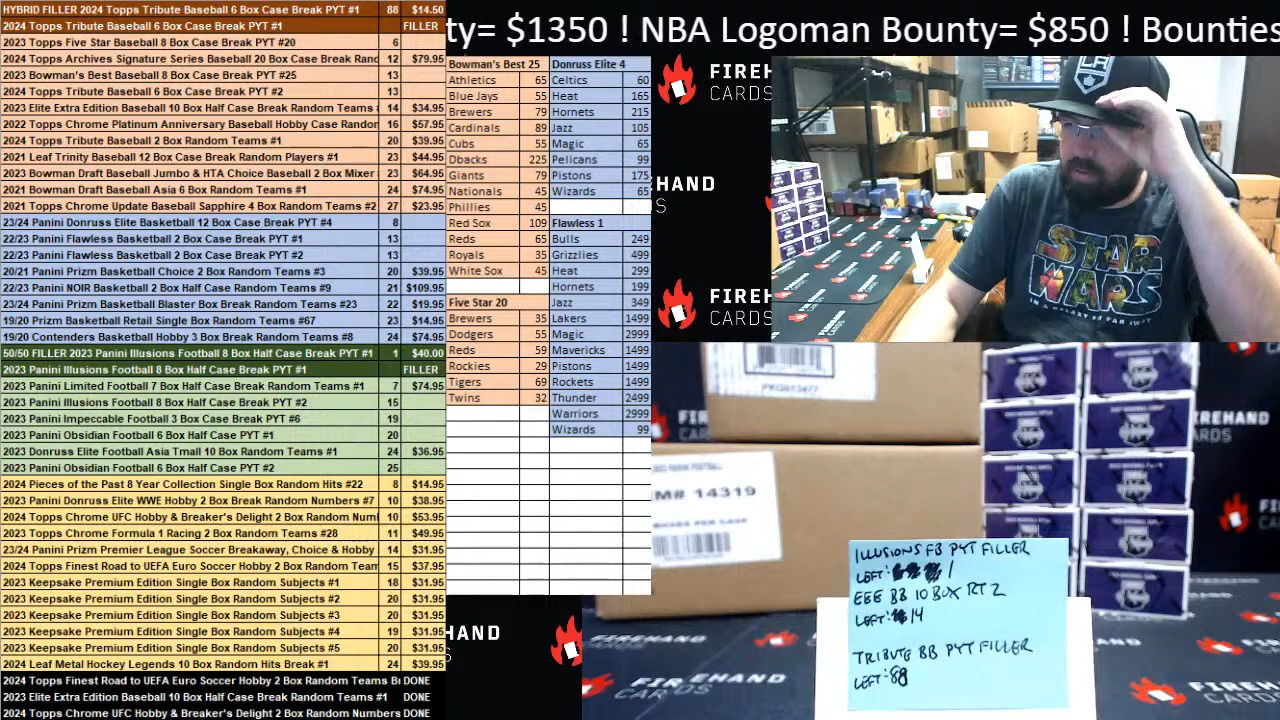 HYBRID FILLER 2024 Topps Tribute Baseball 6 Box Case Break PYT #1 88 $14.50
2024 Topps Tribute Baseball 6 Box Case Break PYT #1 FILLER
2023 Topps Five Star Baseball 8 Box Case Break PYT #20 6
2024 Topps Archives Signature Series Baseball 20 Box Case Break Rand 12 $79.95
2023 Bowman's Best Baseball 8 Box Case Break PYT #25 13
2024 Topps Tribute Baseball 6 Box Case Break PYT #2 13
2023 Elite Extra Edition Baseball 10 Box Half Case Break Random Teams 14 $34.95
2022 Topps Chrome Platinum Anniversary Baseball Hobby Case Random 16 $57.95
2024 Topps Tribute Baseball 2 Box Random Teams #1 20 $39.95
2021 Leaf Trinity Baseball 12 Box Case Break Random Players #1 23 $44.95
2023 Bowman Draft Baseball Jumbo & HTA Choice Baseball 2 Box Mixer 23 $64.95
2021 Bowman Draft Baseball Asia 6 Box Random Teams #1 24 $74.95
2021 Topps Chrome Update Baseball Sapphire 4 Box Random Teams #2 27 $23.95
23/24 Panini Donruss Elite Basketball 12 Box Case Break PYT #4 8
22/23 Panini Flawless Basketball 2 Box Case Break PYT #1 13
22/23 Panini Flawless Basketball 2 Box Case Break PYT #2 13
20/21 Panini Prizm Basketball Choice 2 Box Random Teams #3 20 $39.95
22/23 Panini NOIR Basketball 2 Box Half Case Random Teams #9 21 $109.95
23/24 Panini Prizm Basketball Blaster Box Break Random Teams #23 22 $19.95
19/20 Prizm Basketball Retail Single Box Random Teams #67 23 $14.95
19/20 Contenders Basketball Hobby 3 Box Break Random Teams #8 24 $74.95
50/50 FILLER 2023 Panini Illusions Football 8 Box Half Case Break PYT #1 1 $40.00
2023 Panini Illusions Football 8 Box Half Case Break PYT #1 FILLER
2023 Panini Limited Football 7 Box Half Case Break Random Teams #1 7 $74.95
2023 Panini Illusions Football 8 Box Half Case Break PYT #2 15
2023 Panini Impeccable Football 3 Box Case Break PYT #6 19
2023 Panini Obsidian Football 6 Box Half Case PYT #1 20
2023 Donruss Elite Football Asia Tmall 10 Box Random Teams #1 24 $36.95
2023 Panini Obsidian Football 6 Box Half Case PYT #2 25
2024 Pieces of the Past 8 Year Collection Single Box Random Hits #22 8 $14.95
2023 Panini Donruss Elite WWE Hobby 2 Box Break Random Numbers #7 10 $38.95
2024 Topps Chrome UFC Hobby & Breaker's Delight 2 Box Random Numl 10 $53.95
2024 Topps Chrome Formula 1 Racing 2 Box Random Teams #28 11 $49.95
23/24 Panini Prizm Premier League Soccer Breakaway, Choice & Hobby 14 $31.95
2024 Topps Finest Road to UEFA Euro Soccer Hobby 2 Box Random Team 15 $37.95
2023 Keepsake Premium Edition Single Box Random Subjects #1 18 $31.95
2023 Keepsake Premium Edition Single Box Random Subjects #2 20 $31.95
2023 Keepsake Premium Edition Single Box Random Subjects #3 20 $31.95
2023 Keepsake Premium Edition Single Box Random Subjects #4 19 $31.95
2023 Keepsake Premium Edition Single Box Random Subjects #5 20 $31.95
2024 Leaf Metal Hockey Legends 10 Box Random Hits Break #1 24 $39.95
2024 Topps Finest Road to UEFA Euro Soccer Hobby 2 Box Random Teams B DONE
2023 Elite Extra Edition Baseball 10 Box Half Case Break Random Teams #1 DONE
2024 Topps Chrome UFC Hobby & Breaker's Delight 2 Box Random Numbers DONE
ty= $1350 ! NBA Logoman Bounty= $850 ! Bounties
Bowman's Best 25
Athletics 65
Blue Jays 55
Brewers 79
Cardinals 89
Cubs 55
Dbacks 225
Giants 79
Nationals 45
Phillies 45
Red Sox 109
Reds 65
Royals 35
White Sox 45
Five Star 20
Brewers 35
Dodgers 55
Reds 59
Rockies 29
Tigers 69
Twins 32
Donruss Elite 4
Celtics 60
Heat 165
Hornets 215
Jazz 105
Magic 65
Pelicans 99
Pistons 175
Wizards 65
Flawless 1
Bulls 249
Grizzlies 499
Heat 299
Hornets 199
Jazz 349
Lakers 1499
Magic 2999
Mavericks 1499
Pistons 1499
Rockets 1499
Thunder 2499
Warriors 2999
Wizards 99
FIREH
CARDS
HAND
S
FIREH
CARDS
STAR
WARS
IN A GALAXY SO FAR AWAY
M# 14319
FIREHAND
CARDS
ILLUSIONS FB PYT FILLER
LEFT: 1
EEE BB 10 BOX RT 2
LEFT: 14
TRIBUTE BB PYT FILLER
LEFT: 88
HAND
S
FIREHAND
CARDS
FIREHAND
CARDS